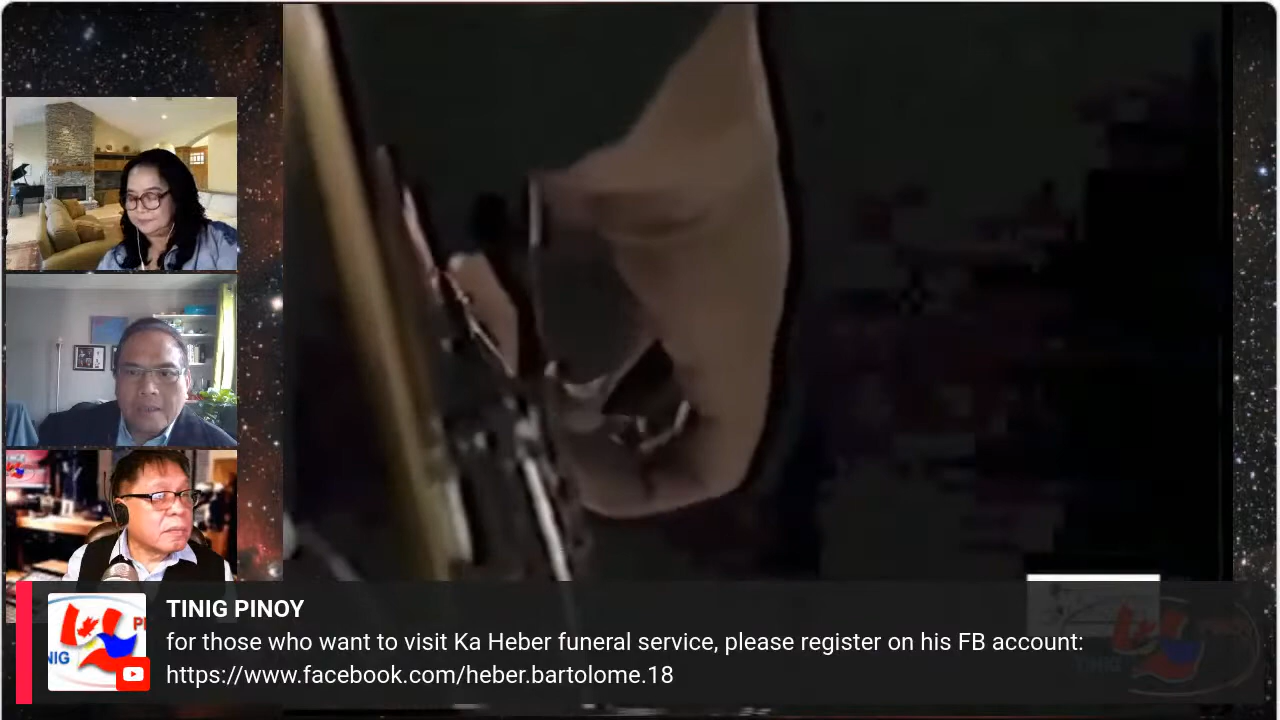 TINIG PINOY
for those who want to visit Ka Heber funeral service, please register on his FB account:
https://www.facebook.com/heber.bartolome.18